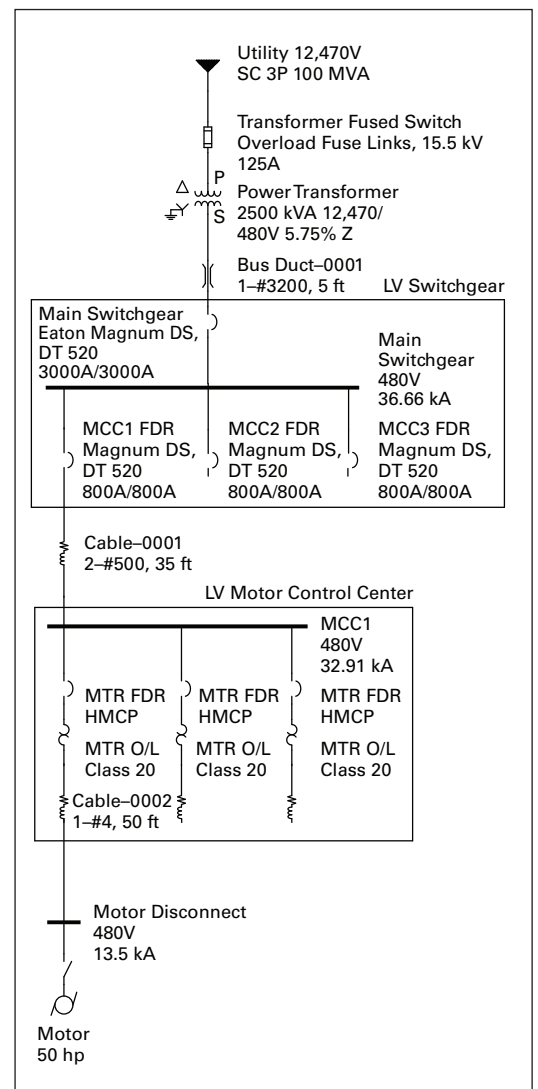 Utility 12,470V
SC 3P 100 MVA
Transformer Fused Switch
Overload Fuse Links, 15.5 kV
125A
P
S
Power Transformer
2500 kVA 12,470/
480V 5.75% Z
Bus Duct–0001
1–#3200, 5 ft
LV Switchgear
Main Switchgear
Eaton Magnum DS,
DT 520
3000A/3000A
Main
Switchgear
480V
36.66 kA
MCC1 FDR
Magnum DS,
DT 520
800A/800A
MCC2 FDR
Magnum DS,
DT 520
800A/800A
MCC3 FDR
Magnum DS,
DT 520
800A/800A
Cable–0001
2–#500, 35 ft
LV Motor Control Center
MCC1
480V
32.91 kA
MTR FDR
HMCP
MTR O/L
Class 20
MTR FDR
HMCP
MTR O/L
Class 20
MTR FDR
HMCP
MTR O/L
Class 20
Cable–0002
1–#4, 50 ft
Motor Disconnect
480V
13.5 kA
Motor
50 hp